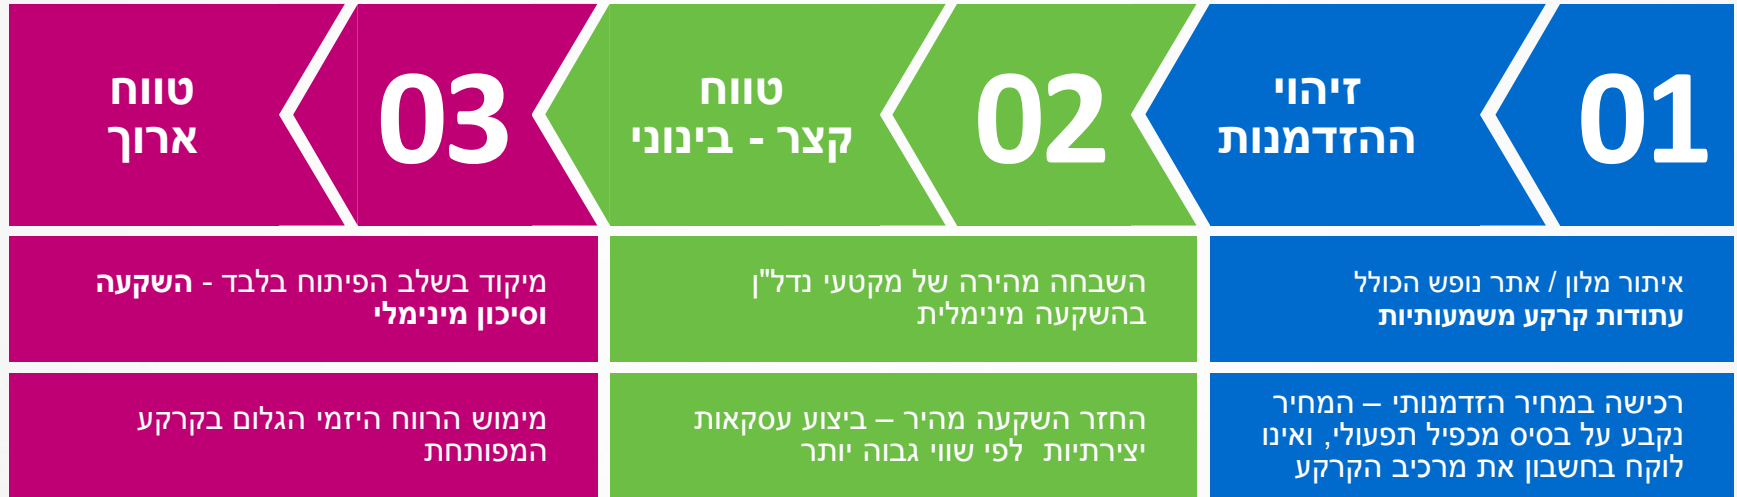 01
זיהוי
ההזדמנות
איתור מלון / אתר נופש הכולל
עתודות קרקע משמעותיות
רכישה במחיר הזדמנותי – המחיר
נקבע על בסיס מכפיל תפעולי, ואינו
לוקח בחשבון את מרכיב הקרקע
02
טווח
קצר - בינוני
השבחה מהירה של מקטעי נדל"ן
בהשקעה מינימלית
החזר השקעה מהיר – ביצוע עסקאות
יצירתיות לפי שווי גבוה יותר
03
טווח
ארוך
מיקוד בשלב הפיתוח בלבד - השקעה
וסיכון מינימלי
מימוש הרווח היזמי הגלום בקרקע
המפותחת